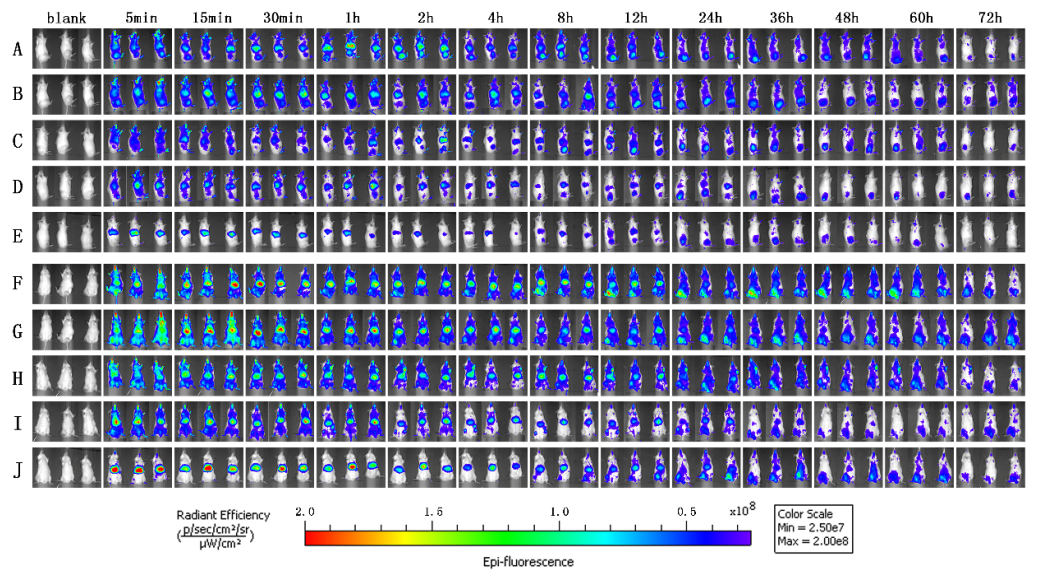 blank 5min 15min 30min 1h 2h 4h 8h 12h 24h 36h 48h 60h 72h
A
B
C
D
E
F
G
H
I
J
Radiant Efficiency
(p/sec/cm²/sr
μW/cm²)
2.0 1.5 1.0 0.5 x10⁸
Epi-fluorescence
Color Scale
Min = 2.50e7
Max = 2.00e8